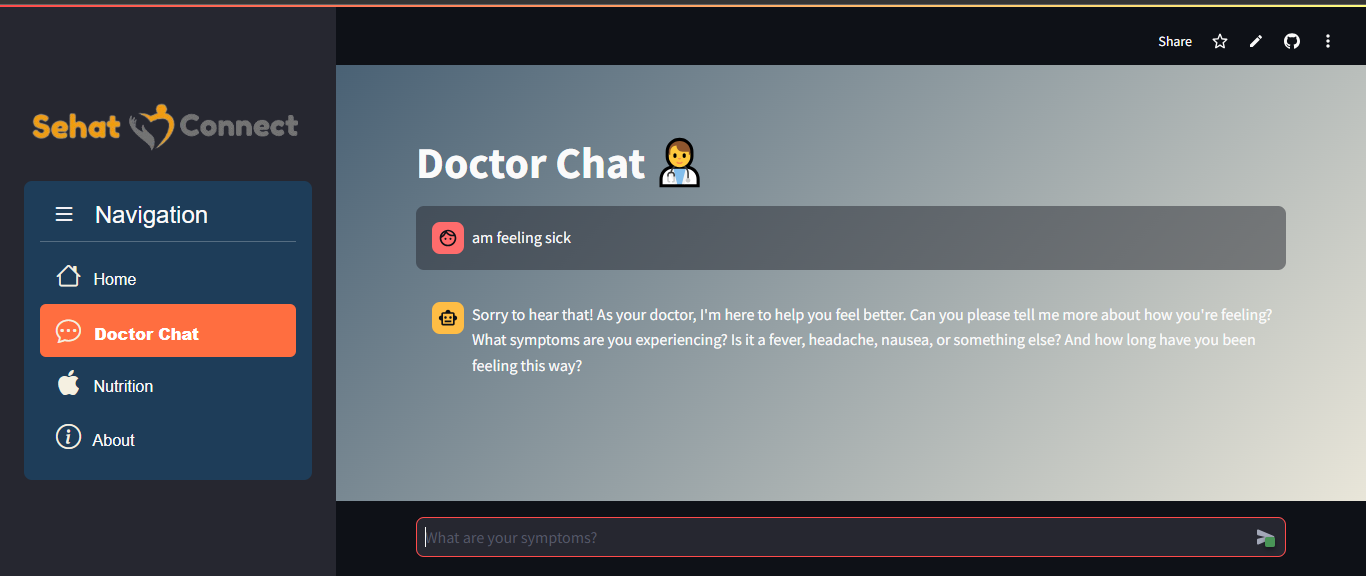 Share
Sehat Connect
Navigation
Home
Doctor Chat
Nutrition
About
Doctor Chat
am feeling sick
Sorry to hear that! As your doctor, I'm here to help you feel better. Can you please tell me more about how you're feeling?
What symptoms are you experiencing? Is it a fever, headache, nausea, or something else? And how long have you been
feeling this way?
What are your symptoms?